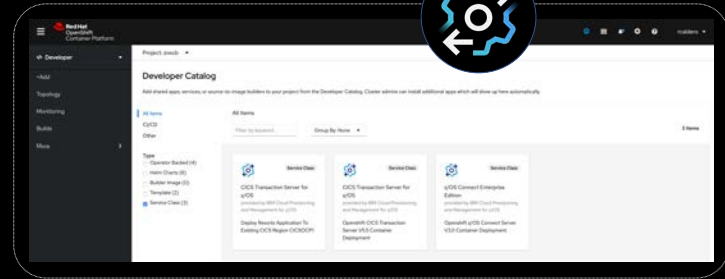 Red Hat
OpenShift
Container Platform
Developer
Project: zoscb
+Add
Topology
Monitoring
Builds
More
Developer Catalog
Add shared apps, services, or source-to-image builders to your project from the Developer Catalog. Cluster admins can install additional apps which will show up here automatically.
All Items
CI/CD
Other
Type
Operator Backed (4)
Helm Charts (6)
Builder Image (0)
Template (2)
Service Class (3)
All Items
Filter by keyword...
Group By: None
3 items
Service Class
CICS Transaction Server for
z/OS
provided by IBM Cloud Provisioning
and Management for z/OS
Deploy Neosris Application To
Existing CICS Region CICSOCP1
Service Class
CICS Transaction Server for
z/OS
provided by IBM Cloud Provisioning
and Management for z/OS
Openshift CICS Transaction
Server Container
Deployment
Service Class
z/OS Connect Enterprise
Edition
provided by IBM Cloud Provisioning
and Management for z/OS
Openshift z/OS Connect Server
V3.0 Container Deployment